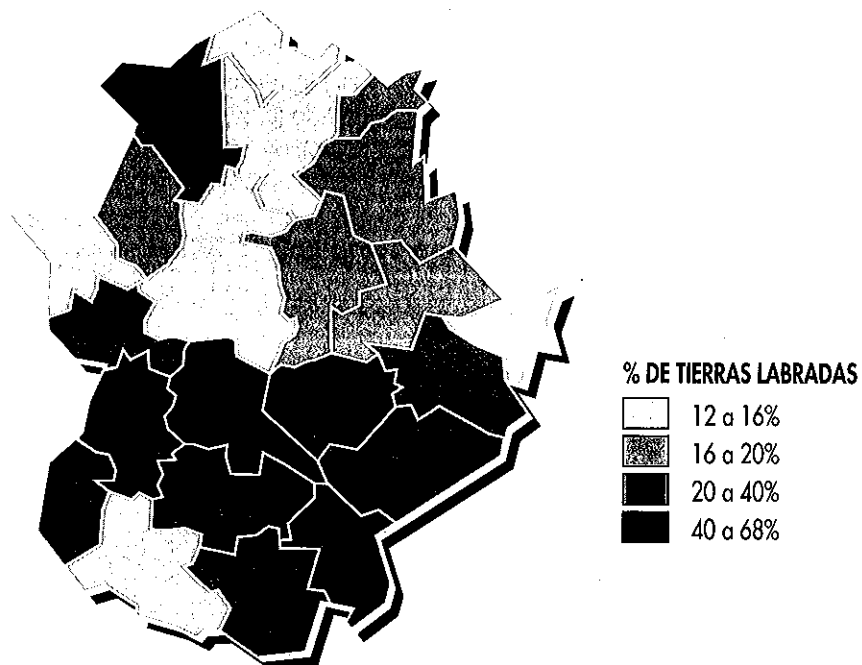 % DE TIERRAS LABRADAS
12 a 16%
16 a 20%
20 a 40%
40 a 68%